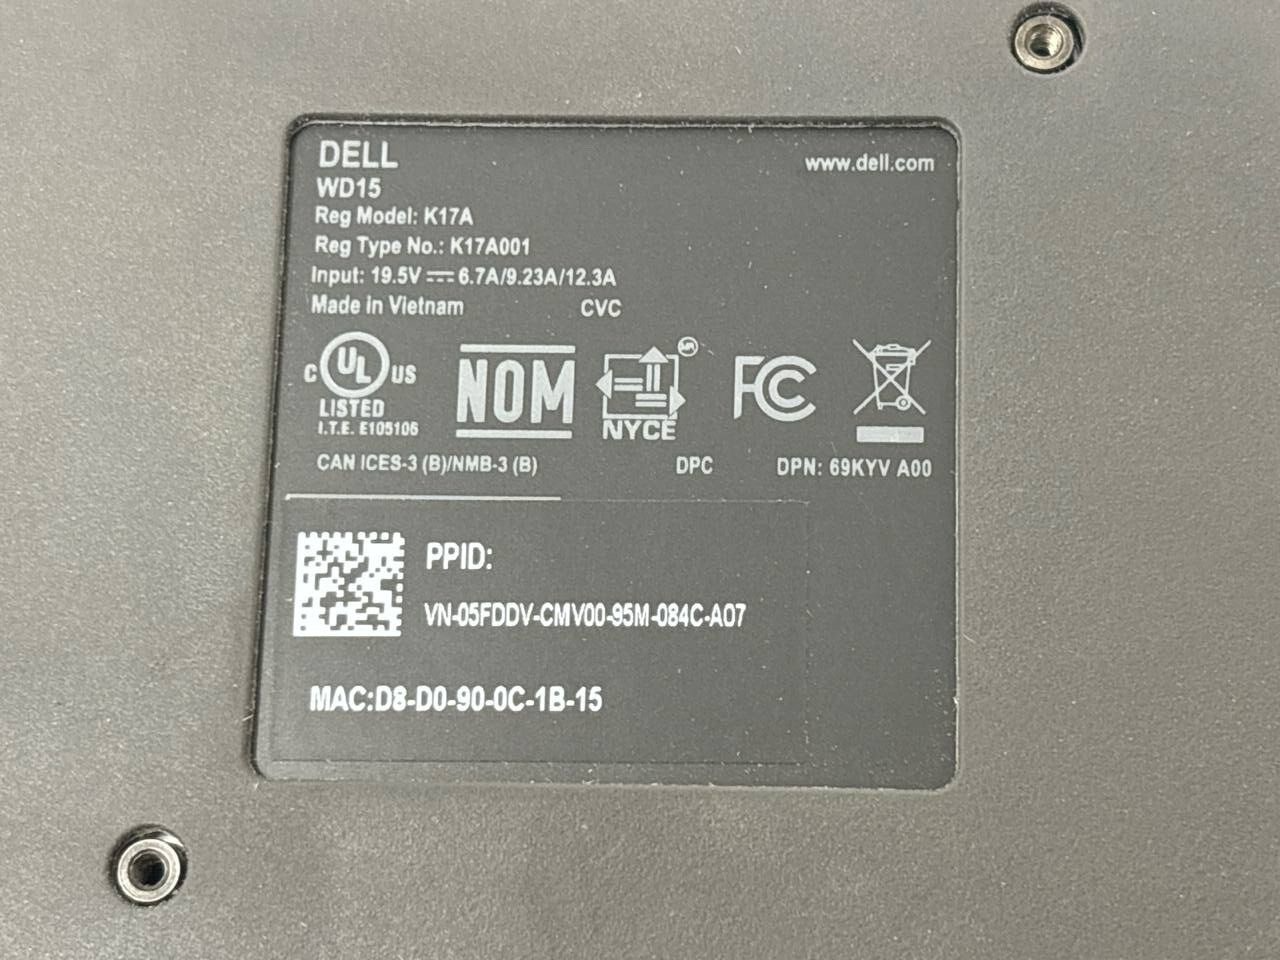 DELL
www.dell.com
WD15
Reg Model: K17A
Reg Type No.: K17A001
Input: 19.5V ⎓ 6.7A/9.23A/12.3A
Made in Vietnam CVC
C UL US
LISTED
I.T.E. E105106
NOM
NYCE
FC
CAN ICES-3 (B)/NMB-3 (B) DPC DPN: 69KYV A00
PPID:
VN-05FDDV-CMV00-95M-084C-A07
MAC:D8-D0-90-0C-1B-15